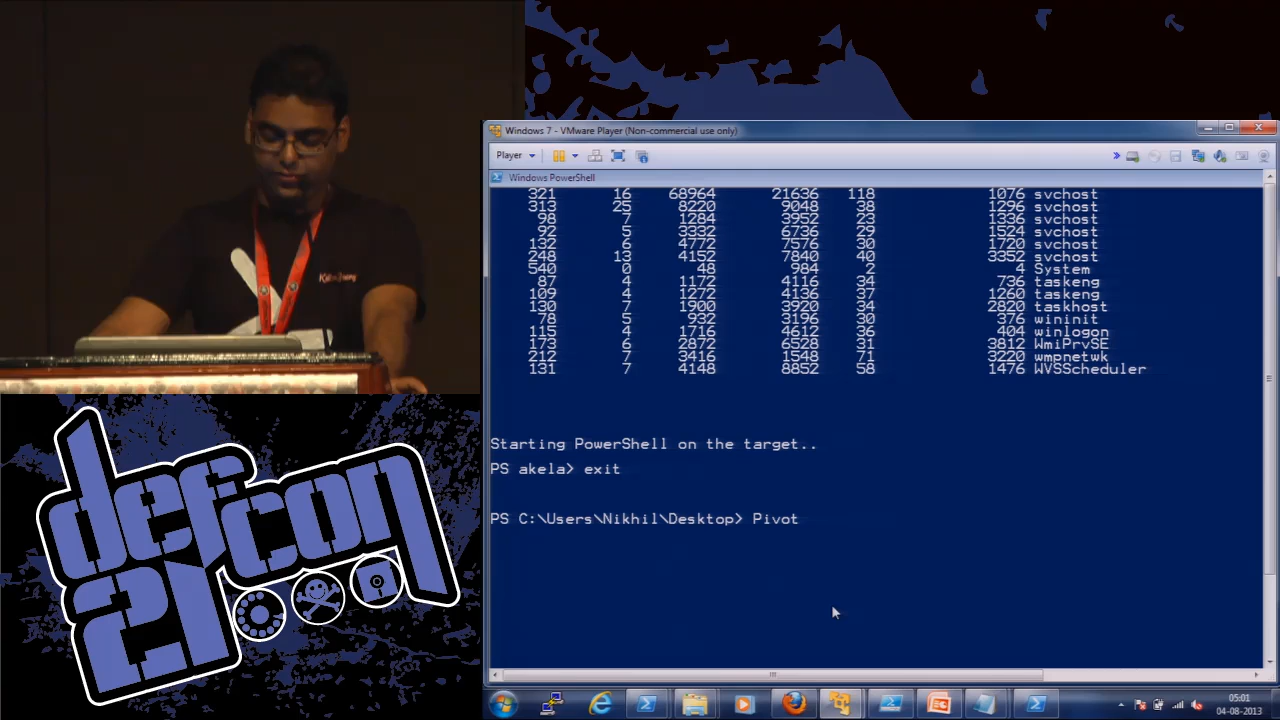 Windows 7 - VMware Player (Non-commercial use only)
Player
Windows PowerShell
321 16 68964 21636 118 1076 svchost
313 25 8220 9048 38 1296 svchost
98 7 1284 3952 23 1336 svchost
92 5 3332 6736 29 1524 svchost
132 6 4772 7576 30 1720 svchost
248 13 4152 7840 40 3352 svchost
540 0 48 984 2 4 System
87 4 1172 4116 34 736 taskeng
109 4 1272 4136 37 1260 taskeng
130 7 1900 3920 34 2820 taskhost
78 5 932 3196 30 376 wininit
115 4 1716 4612 36 404 winlogon
173 6 2872 6528 31 3812 WmiPrvSE
212 7 3416 1548 71 3220 wmpnetwk
131 7 4148 8852 58 1476 WVSScheduler
Starting PowerShell on the target..
PS akela> exit
PS C:\Users\Nikhil\Desktop> Pivot
05:01
04-08-2013
defcon
21